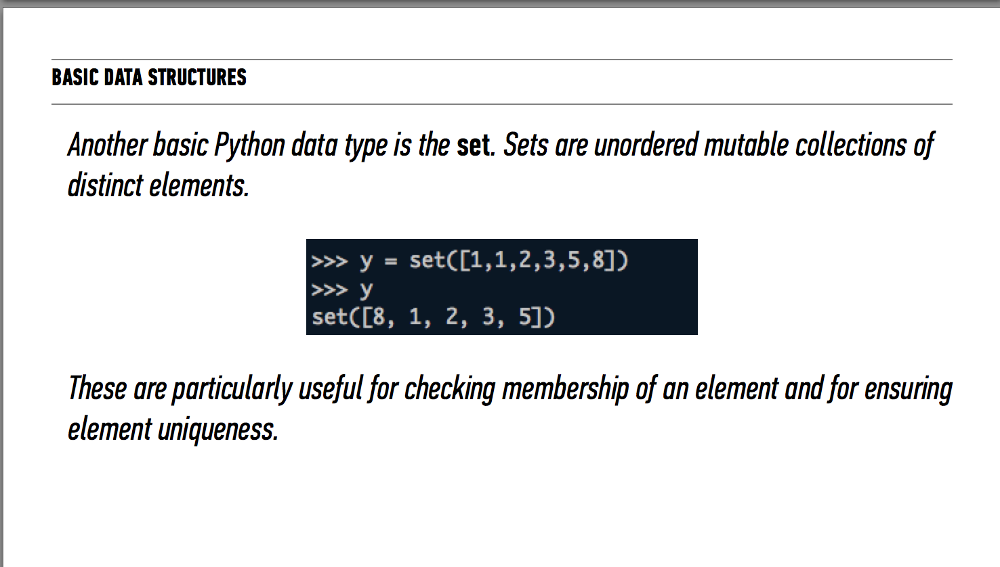 BASIC DATA STRUCTURES
Another basic Python data type is the set. Sets are unordered mutable collections of
distinct elements.
>>> y = set([1,1,2,3,5,8])
>>> y
set([8, 1, 2, 3, 5])
These are particularly useful for checking membership of an element and for ensuring
element uniqueness.